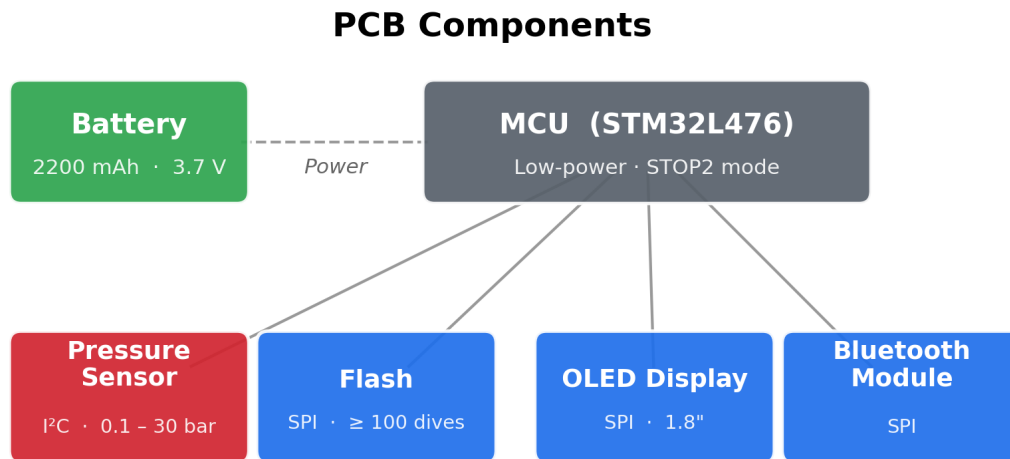 PCB Components
Battery
2200 mAh · 3.7 V
Power
MCU (STM32L476)
Low-power · STOP2 mode
Pressure
Sensor
I²C · 0.1 – 30 bar
Flash
SPI · ≥ 100 dives
OLED Display
SPI · 1.8"
Bluetooth
Module
SPI